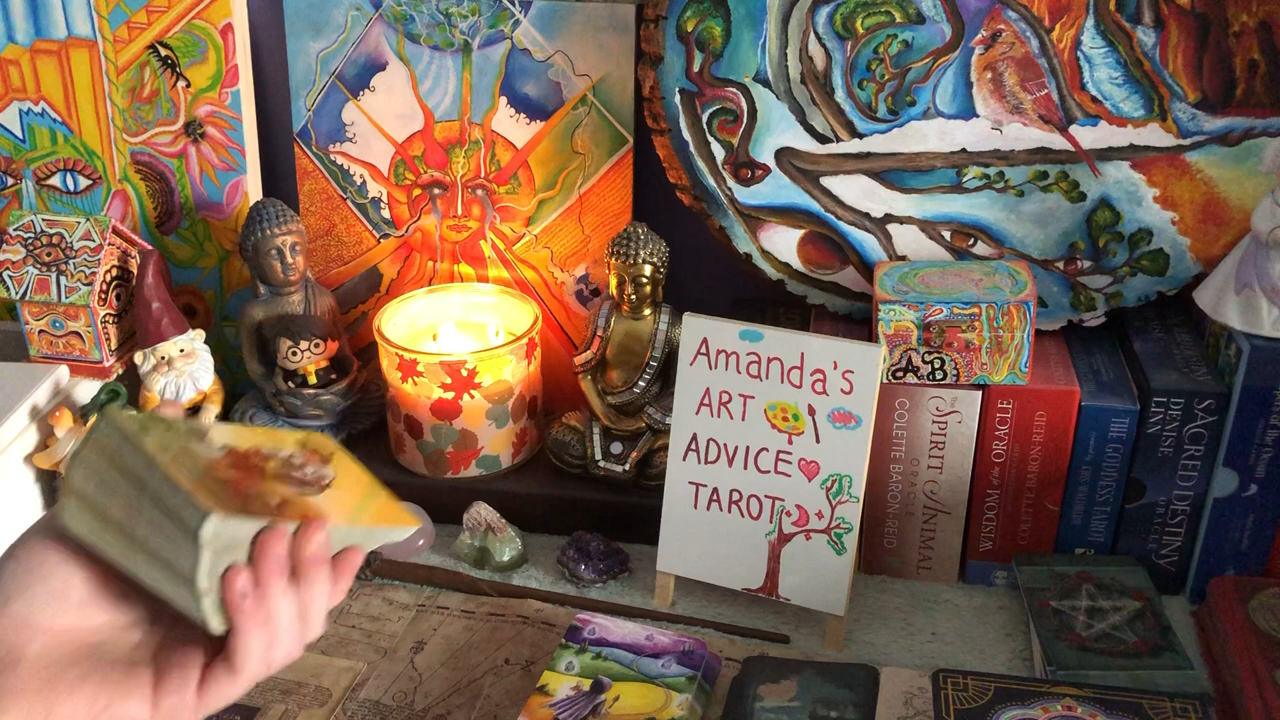 Amanda's
ART
ADVICE
TAROT
AB
SPIRIT ANIMAL
ORACLE
COLETTE BARON-REID
WISDOM of the ORACLE
COLETTE BARON-REID
THE GODDESS TAROT
SACRED DESTINY
ORACLE
DENISE LINN